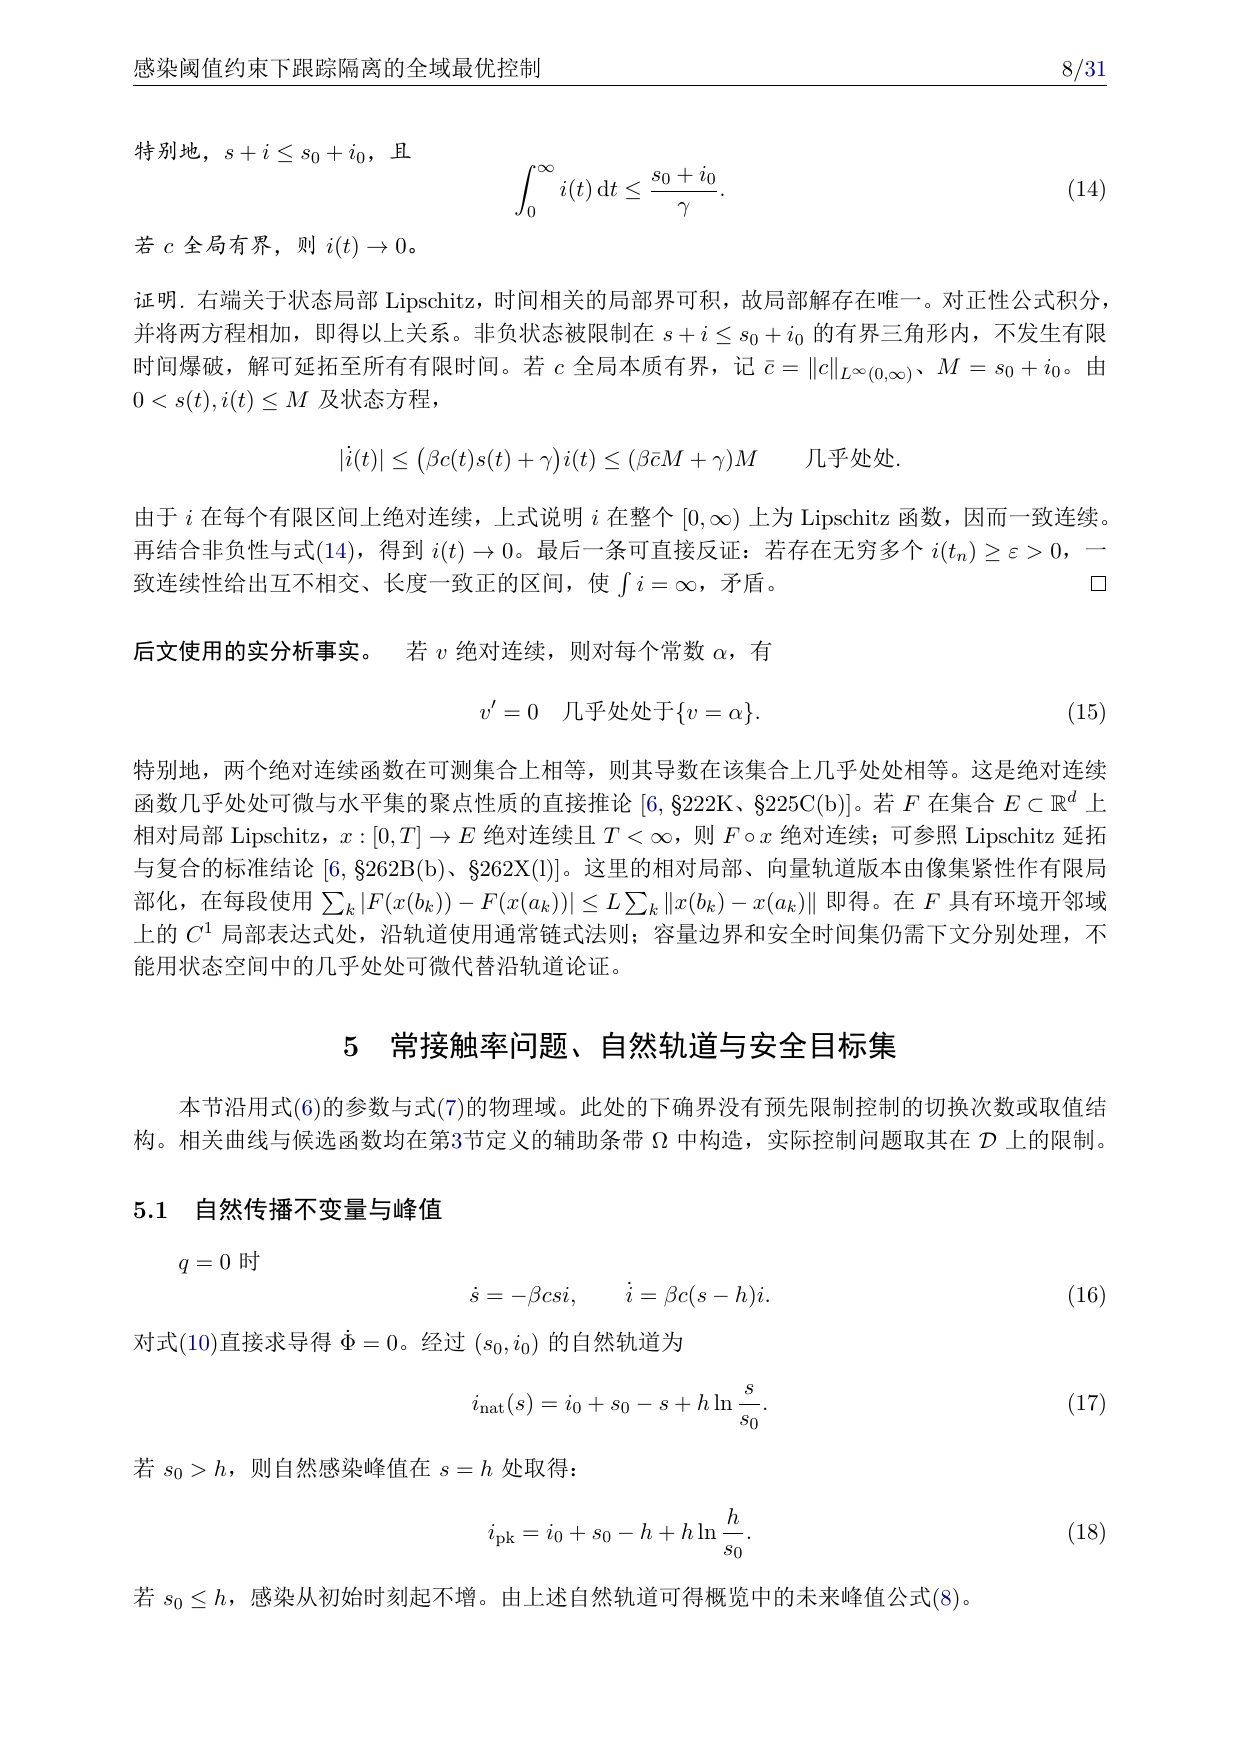 感染阈值约束下跟踪隔离的全域最优控制 8/31
特别地，s + i ≤ s₀ + i₀，且
∫₀^∞ i(t) dt ≤ (s₀ + i₀)/γ. (14)
若 c 全局有界，则 i(t) → 0。
证明. 右端关于状态局部 Lipschitz，时间相关的局部界可积，故局部解存在唯一。对正性公式积分，
并将两方程相加，即得以上关系。非负状态被限制在 s + i ≤ s₀ + i₀ 的有界三角形内，不发生有限
时间爆破，解可延拓至所有有限时间。若 c 全局本质有界，记 c̄ = ‖c‖_{L^∞(0,∞)}、M = s₀ + i₀。由
0 < s(t), i(t) ≤ M 及状态方程，
|i̇(t)| ≤ (βc(t)s(t) + γ)i(t) ≤ (βc̄M + γ)M 几乎处处.
由于 i 在每个有限区间上绝对连续，上式说明 i 在整个 [0, ∞) 上为 Lipschitz 函数，因而一致连续。
再结合非负性与式(14)，得到 i(t) → 0。最后一条可直接反证：若存在无穷多个 i(tₙ) ≥ ε > 0，一
致连续性给出互不相交、长度一致正的区间，使 ∫ i = ∞，矛盾。 □
后文使用的实分析事实。 若 v 绝对连续，则对每个常数 α，有
v′ = 0 几乎处处于{v = α}. (15)
特别地，两个绝对连续函数在可测集合上相等，则其导数在该集合上几乎处处相等。这是绝对连续
函数几乎处处可微与水平集的聚点性质的直接推论 [6, §222K、§225C(b)]。若 F 在集合 E ⊂ ℝᵈ 上
相对局部 Lipschitz，x : [0, T] → E 绝对连续且 T < ∞，则 F ∘ x 绝对连续；可参照 Lipschitz 延拓
与复合的标准结论 [6, §262B(b)、§262X(l)]。这里的相对局部、向量轨道版本由像集紧性作有限局
部化，在每段使用 ∑ₖ |F(x(bₖ)) − F(x(aₖ))| ≤ L ∑ₖ ‖x(bₖ) − x(aₖ)‖ 即得。在 F 具有环境开邻域
上的 C¹ 局部表达式处，沿轨道使用通常链式法则；容量边界和安全时间集仍需下文分别处理，不
能用状态空间中的几乎处处可微代替沿轨道论证。
5 常接触率问题、自然轨道与安全目标集
本节沿用式(6)的参数与式(7)的物理域。此处的下确界没有预先限制控制的切换次数或取值结
构。相关曲线与候选函数均在第3节定义的辅助条带 Ω 中构造，实际控制问题取其在 𝒟 上的限制。
5.1 自然传播不变量与峰值
q = 0 时
ṡ = −βcsi, i̇ = βc(s − h)i. (16)
对式(10)直接求导得 Φ̇ = 0。经过 (s₀, i₀) 的自然轨道为
i_nat(s) = i₀ + s₀ − s + h ln (s/s₀). (17)
若 s₀ > h，则自然感染峰值在 s = h 处取得：
i_pk = i₀ + s₀ − h + h ln (h/s₀). (18)
若 s₀ ≤ h，感染从初始时刻起不增。由上述自然轨道可得概览中的未来峰值公式(8)。